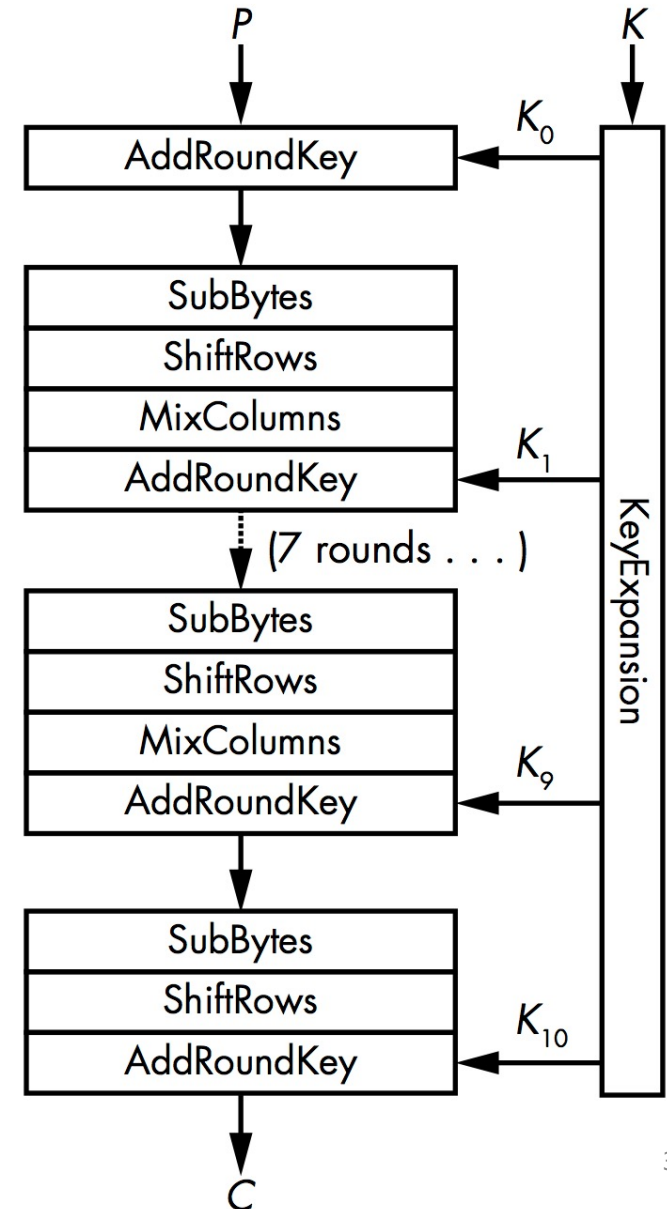 P
K
AddRoundKey
K₀
SubBytes
ShiftRows
MixColumns
AddRoundKey
K₁
(7 rounds . . . )
KeyExpansion
SubBytes
ShiftRows
MixColumns
AddRoundKey
K₉
SubBytes
ShiftRows
AddRoundKey
K₁₀
C